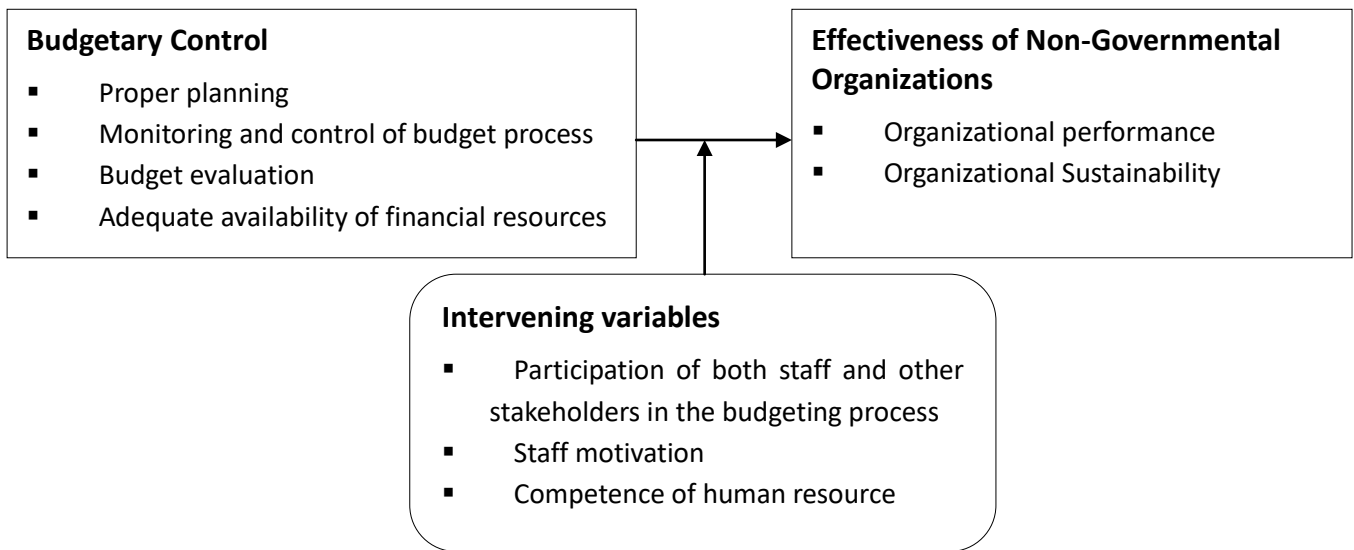 Budgetary Control
▪ Proper planning
▪ Monitoring and control of budget process
▪ Budget evaluation
▪ Adequate availability of financial resources
Effectiveness of Non-Governmental
Organizations
▪ Organizational performance
▪ Organizational Sustainability
Intervening variables
▪ Participation of both staff and other
stakeholders in the budgeting process
▪ Staff motivation
▪ Competence of human resource